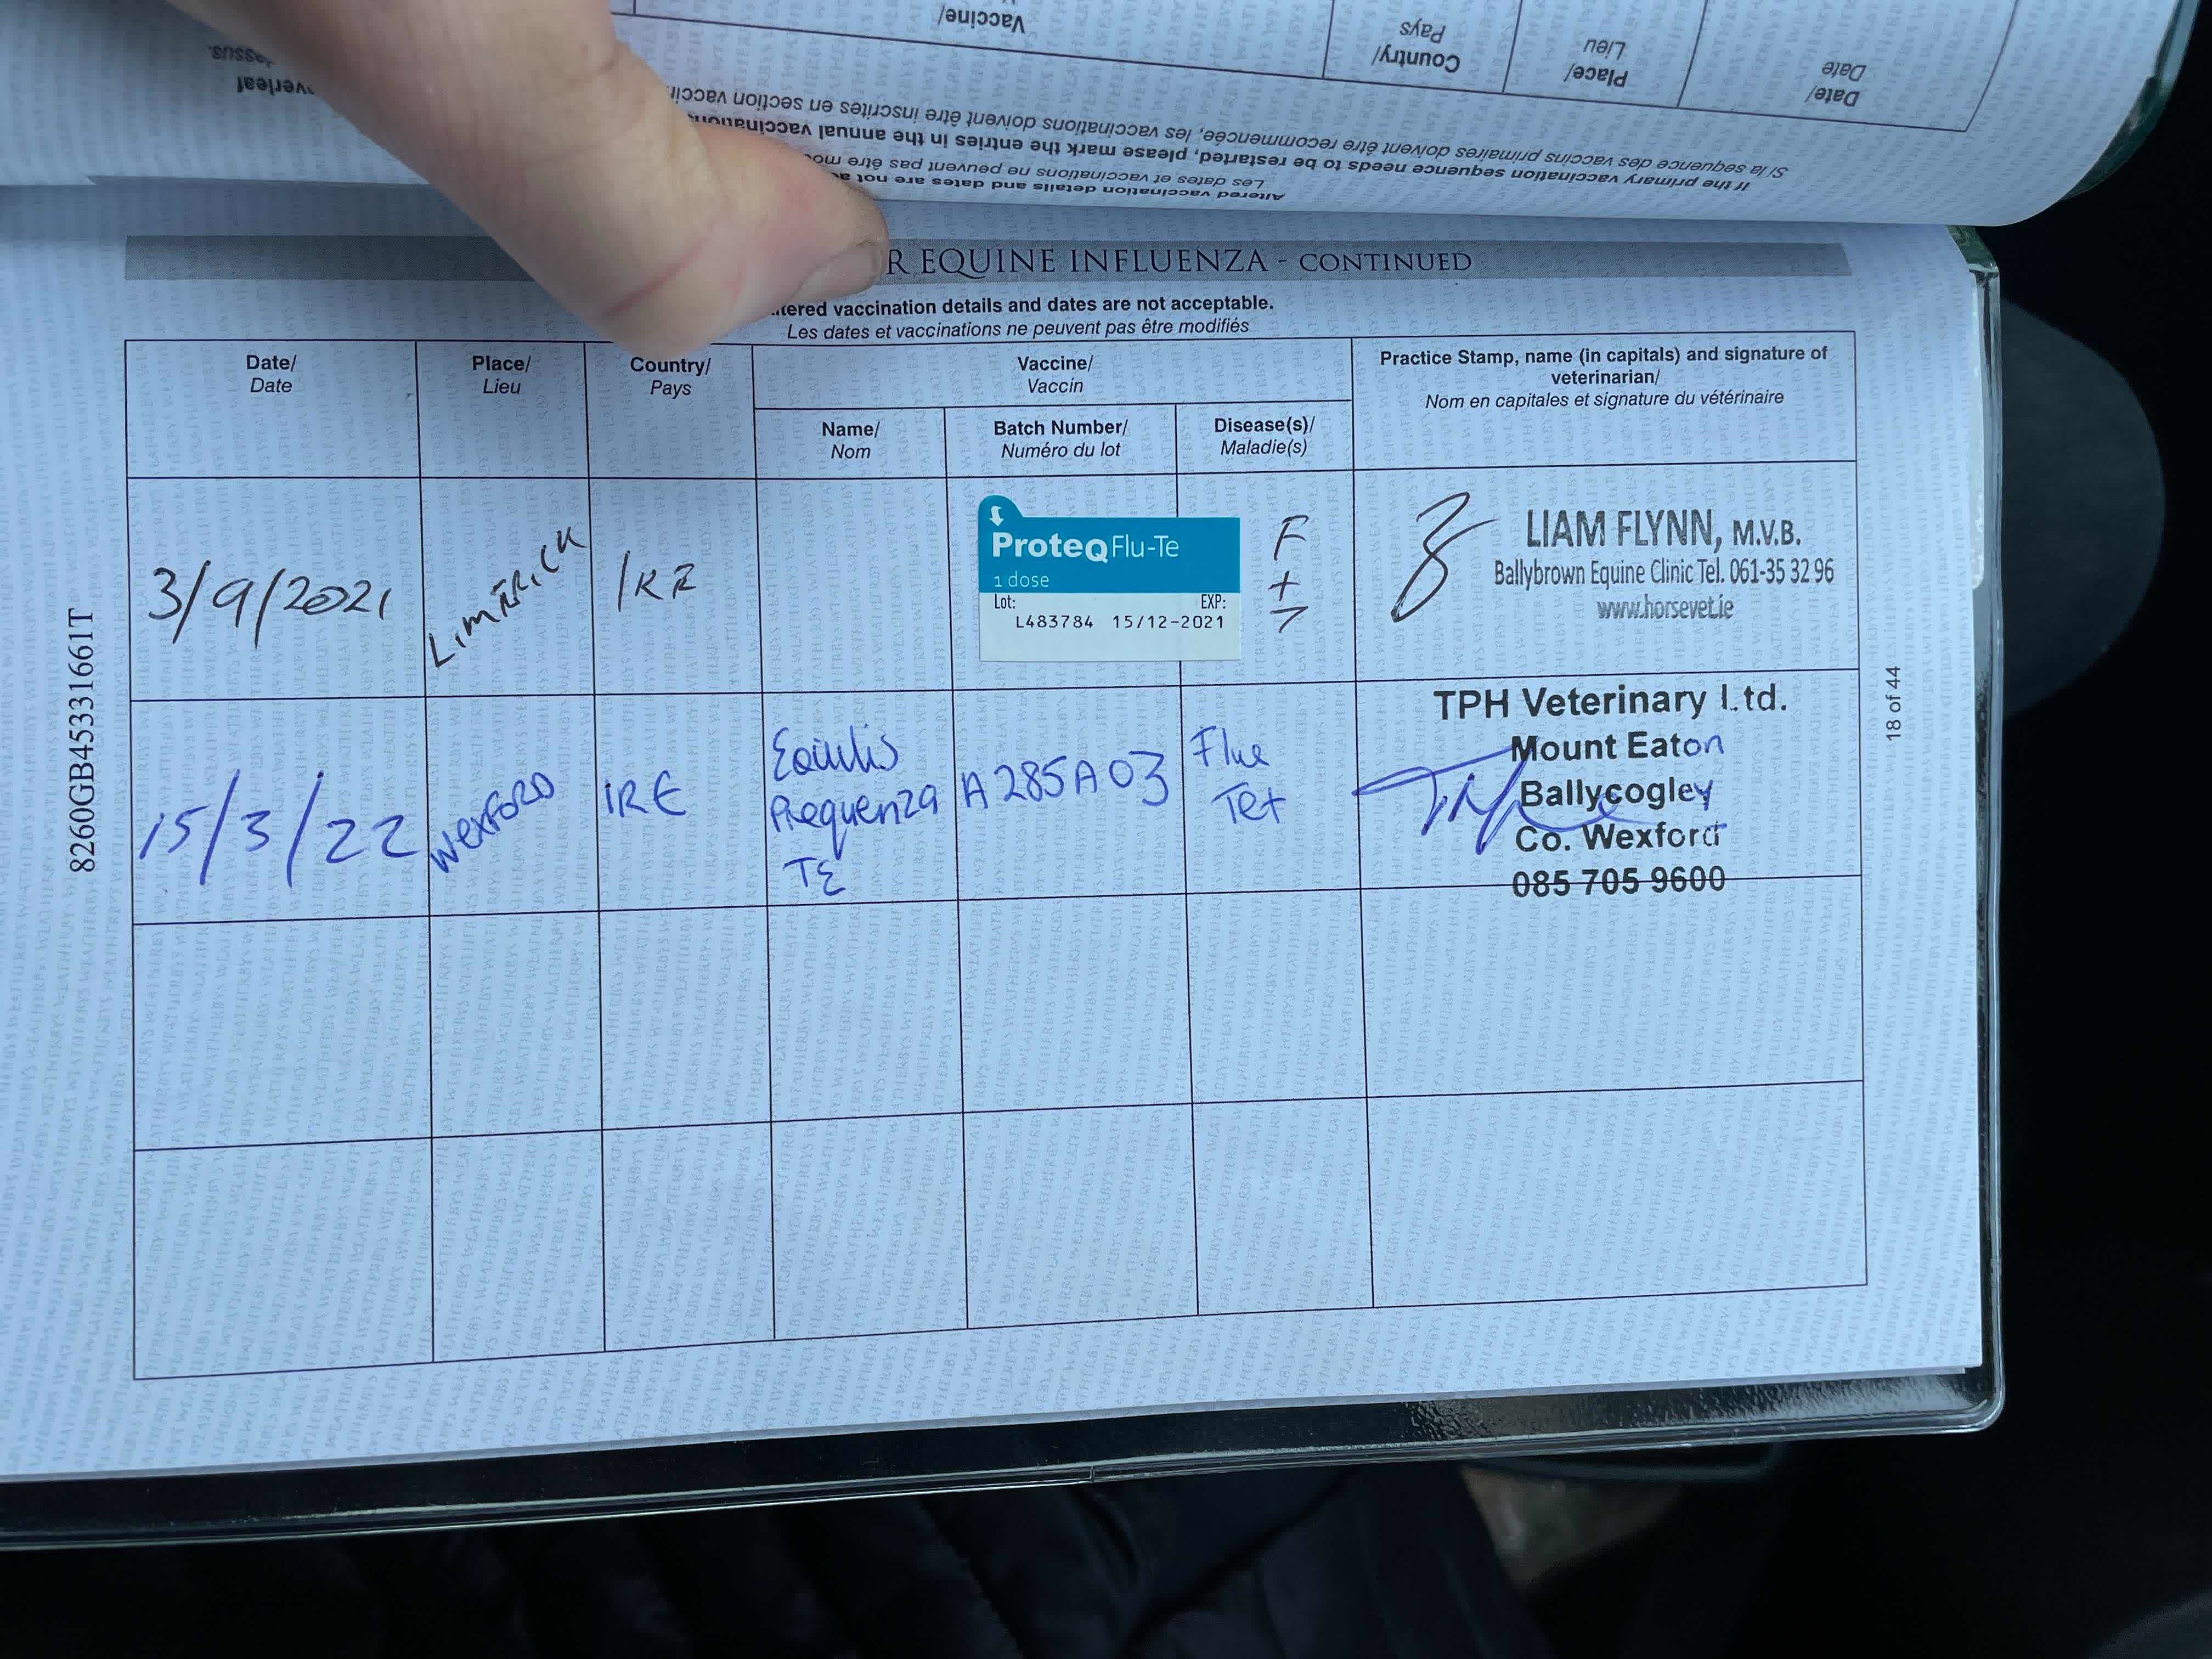 Vaccine/
Country/
Pays
Place/
Lieu
Date/
Date
overleaf
dessus.
Si la séquence des vaccins primaires doivent être recommencée, les vaccinations doivent être inscrites en section vacci
If the primary vaccination sequence needs to be restarted, please mark the entries in the annual vaccination
Les dates et vaccinations ne peuvent pas être mo
Altered vaccination details and dates are not a
R EQUINE INFLUENZA - CONTINUED
tered vaccination details and dates are not acceptable.
Les dates et vaccinations ne peuvent pas être modifiés
Date/
Date
Place/
Lieu
Country/
Pays
Vaccine/
Vaccin
Name/
Nom
Batch Number/
Numéro du lot
Disease(s)/
Maladie(s)
Practice Stamp, name (in capitals) and signature of
veterinarian/
Nom en capitales et signature du vétérinaire
3/9/2021
LIMERICK
IRE
ProteqFlu-Te
1 dose
Lot:
EXP:
L483784 15/12-2021
F
+
T
LIAM FLYNN, M.V.B.
Ballybrown Equine Clinic Tel. 061-35 32 96
www.horsevet.ie
15/3/22
WEXFORD
IRE
Equilis
Prequenza
TE
A285A03
Flue
Tet
TPH Veterinary Ltd.
Mount Eaton
Ballycogley
Co. Wexford
085 705 9600
8260GB45331661T
18 of 44